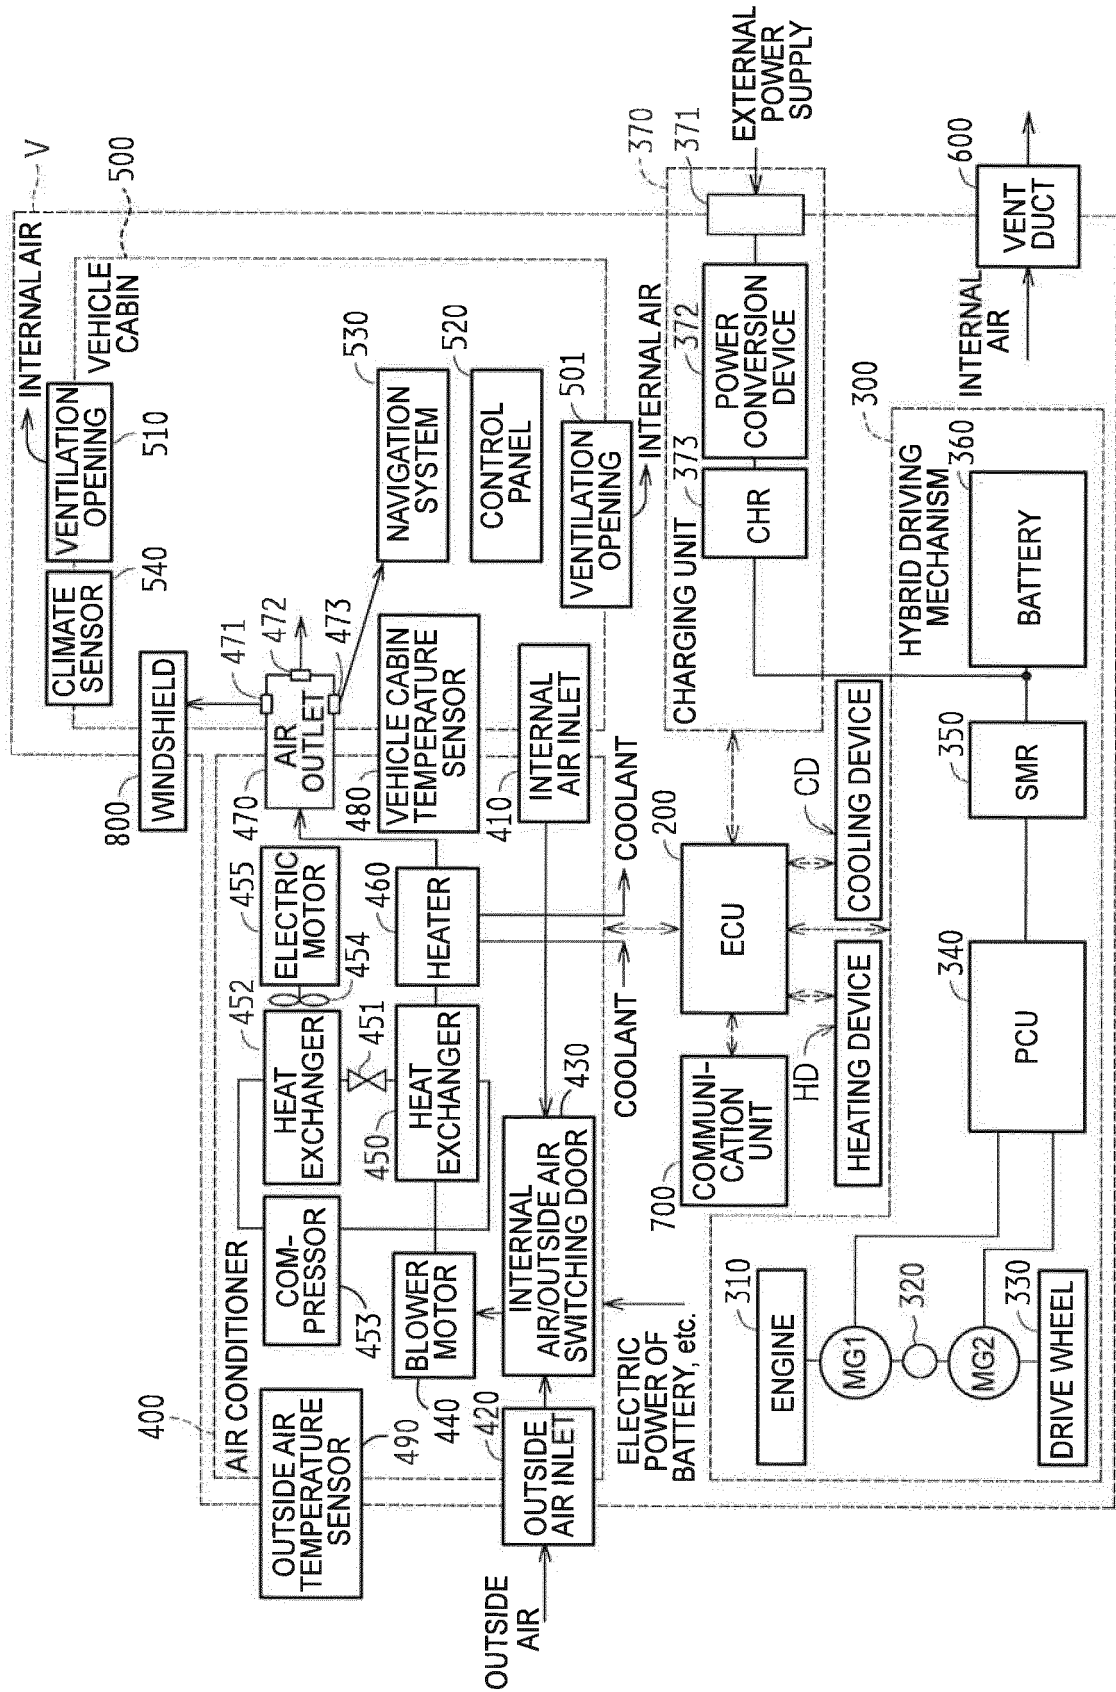 INTERNAL AIR
V
CLIMATE
SENSOR
VENTILATION
OPENING
VEHICLE
CABIN
500
540
510
800
WINDSHIELD
400
AIR CONDITIONER
452
455
470
471
472
473
OUTSIDE AIR
TEMPERATURE
SENSOR
490
COM-
PRESSOR
453
HEAT
EXCHANGER
454
ELECTRIC
MOTOR
AIR
OUTLET
451
460
480
530
BLOWER
MOTOR
440
450
HEAT
EXCHANGER
HEATER
VEHICLE CABIN
TEMPERATURE
SENSOR
NAVIGATION
SYSTEM
520
CONTROL
PANEL
420
410
OUTSIDE
AIR
OUTSIDE
AIR INLET
INTERNAL
AIR/OUTSIDE AIR
SWITCHING DOOR
430
INTERNAL
AIR INLET
VENTILATION
OPENING
501
ELECTRIC
POWER OF
BATTERY, etc.
COOLANT
COOLANT
INTERNAL AIR
700
COMMUNI-
CATION
UNIT
200
ECU
CHARGING UNIT
373
CHR
372
POWER
CONVERSION
DEVICE
370
371
EXTERNAL
POWER
SUPPLY
HD
CD
HEATING DEVICE
COOLING DEVICE
300
HYBRID DRIVING
MECHANISM
310
ENGINE
MG1
320
MG2
330
DRIVE WHEEL
340
PCU
350
SMR
360
BATTERY
INTERNAL
AIR
600
VENT
DUCT